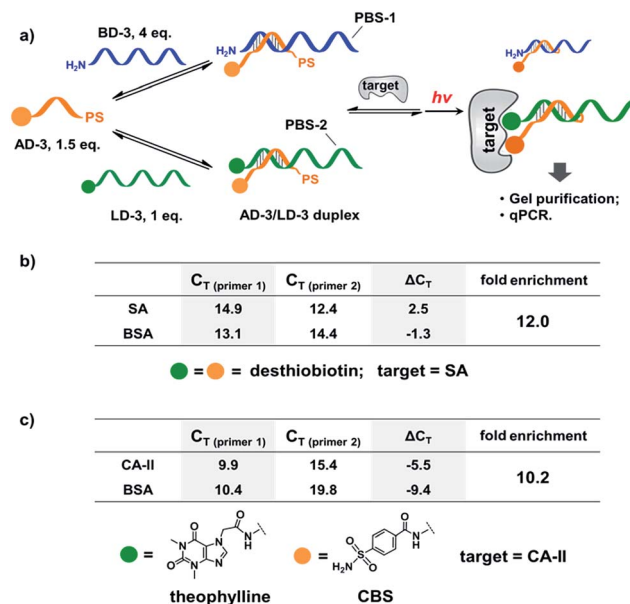 a)
BD-3, 4 eq.
H₂N
PBS-1
H₂N
PS
H₂N
PS
AD-3, 1.5 eq.
target
hν
target
PBS-2
LD-3, 1 eq.
PS
AD-3/LD-3 duplex
• Gel purification;
• qPCR.
b)
C_T (primer 1) C_T (primer 2) ΔC_T fold enrichment
SA 14.9 12.4 2.5 12.0
BSA 13.1 14.4 -1.3
= = desthiobiotin; target = SA
c)
C_T (primer 1) C_T (primer 2) ΔC_T fold enrichment
CA-II 9.9 15.4 -5.5 10.2
BSA 10.4 19.8 -9.4
= O N N O N N O N H
= H₂N S O O O N H
target = CA-II
theophylline CBS